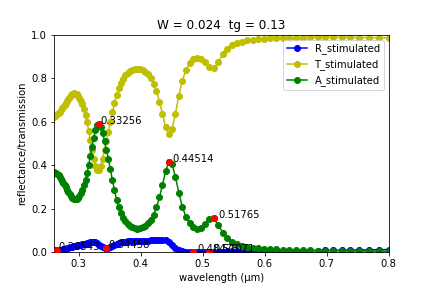 W = 0.024 tg = 0.13
1.0
0.8
0.6
0.4
0.2
0.0
reflectance/transmission
R_stimulated
T_stimulated
A_stimulated
0.33256
0.44514
0.51765
0.3 0.4 0.5 0.6 0.7 0.8
wavelength (μm)